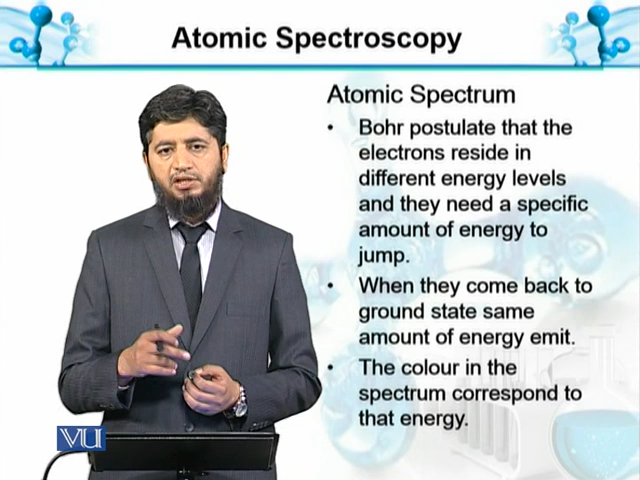 Atomic Spectroscopy
Atomic Spectrum
• Bohr postulate that the
electrons reside in
different energy levels
and they need a specific
amount of energy to
jump.
• When they come back to
ground state same
amount of energy emit.
• The colour in the
spectrum correspond to
that energy.
VU